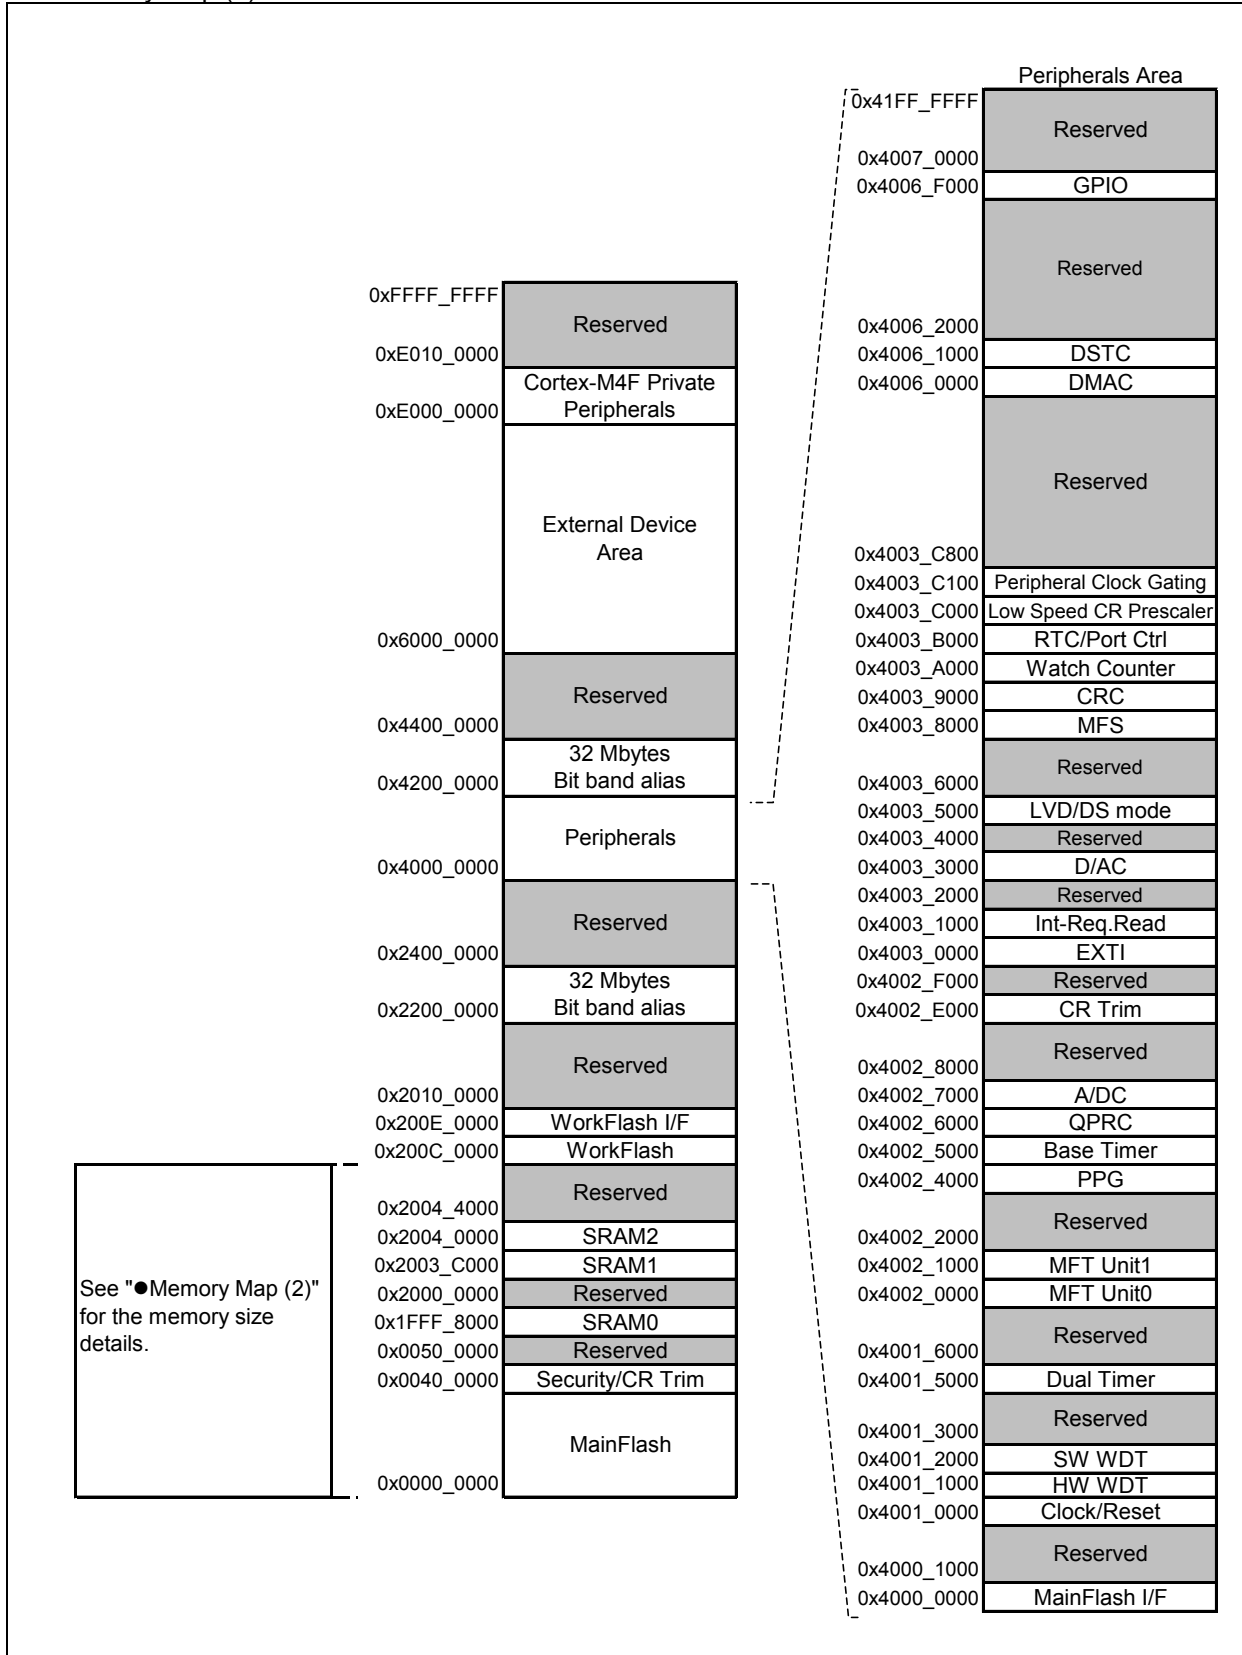 0xFFFF_FFFF
Reserved
0xE010_0000
Cortex-M4F Private
Peripherals
0xE000_0000
External Device
Area
0x6000_0000
Reserved
0x4400_0000
32 Mbytes
Bit band alias
0x4200_0000
Peripherals
0x4000_0000
Reserved
0x2400_0000
32 Mbytes
Bit band alias
0x2200_0000
Reserved
0x2010_0000
0x200E_0000 WorkFlash I/F
0x200C_0000 WorkFlash
Reserved
0x2004_4000
0x2004_0000 SRAM2
0x2003_C000 SRAM1
0x2000_0000 Reserved
0x1FFF_8000 SRAM0
0x0050_0000 Reserved
0x0040_0000 Security/CR Trim
MainFlash
0x0000_0000
See "●Memory Map (2)"
for the memory size
details.
Peripherals Area
0x41FF_FFFF
Reserved
0x4007_0000
0x4006_F000 GPIO
Reserved
0x4006_2000
0x4006_1000 DSTC
0x4006_0000 DMAC
Reserved
0x4003_C800
0x4003_C100 Peripheral Clock Gating
0x4003_C000 Low Speed CR Prescaler
0x4003_B000 RTC/Port Ctrl
0x4003_A000 Watch Counter
0x4003_9000 CRC
0x4003_8000 MFS
Reserved
0x4003_6000
0x4003_5000 LVD/DS mode
0x4003_4000 Reserved
0x4003_3000 D/AC
0x4003_2000 Reserved
0x4003_1000 Int-Req.Read
0x4003_0000 EXTI
0x4002_F000 Reserved
0x4002_E000 CR Trim
Reserved
0x4002_8000
0x4002_7000 A/DC
0x4002_6000 QPRC
0x4002_5000 Base Timer
0x4002_4000 PPG
Reserved
0x4002_2000
0x4002_1000 MFT Unit1
0x4002_0000 MFT Unit0
Reserved
0x4001_6000
0x4001_5000 Dual Timer
Reserved
0x4001_3000
0x4001_2000 SW WDT
0x4001_1000 HW WDT
0x4001_0000 Clock/Reset
Reserved
0x4000_1000
0x4000_0000 MainFlash I/F